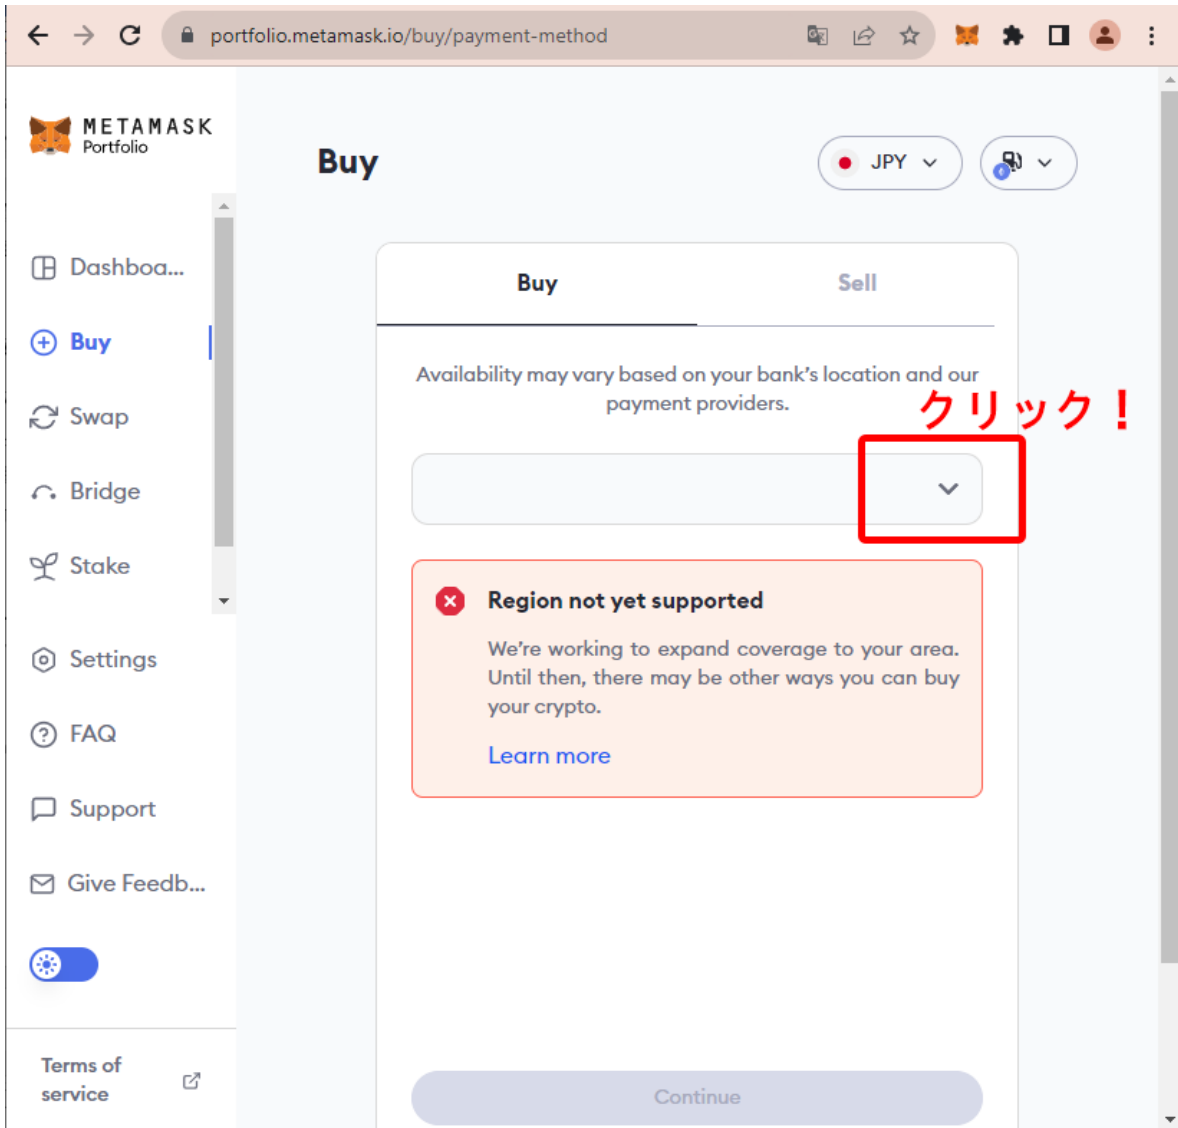 portfolio.metamask.io/buy/payment-method
METAMASK
Portfolio
Buy
JPY
Dashboa...
Buy
Swap
Bridge
Stake
Settings
FAQ
Support
Give Feedb...
Terms of
service
Buy
Sell
Availability may vary based on your bank's location and our
payment providers.
クリック！
Region not yet supported
We're working to expand coverage to your area.
Until then, there may be other ways you can buy
your crypto.
Learn more
Continue